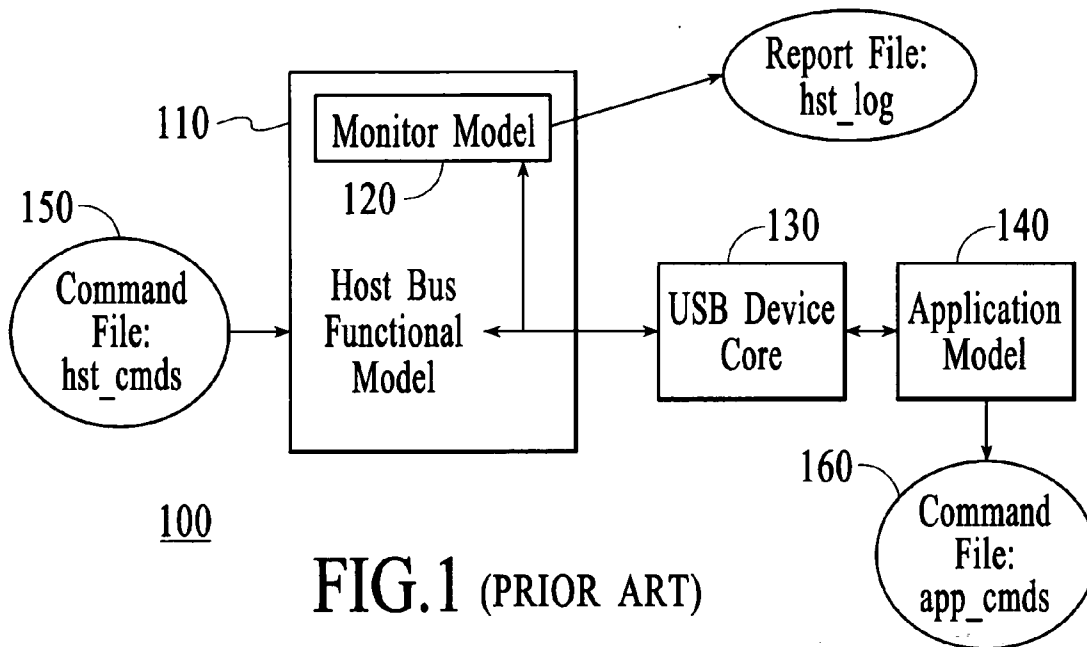 Report File:
hst_log
110
Monitor Model
120
150
Command
File:
hst_cmds
Host Bus
Functional
Model
130
USB Device
Core
140
Application
Model
160
Command
File:
app_cmds
100
FIG.1 (PRIOR ART)